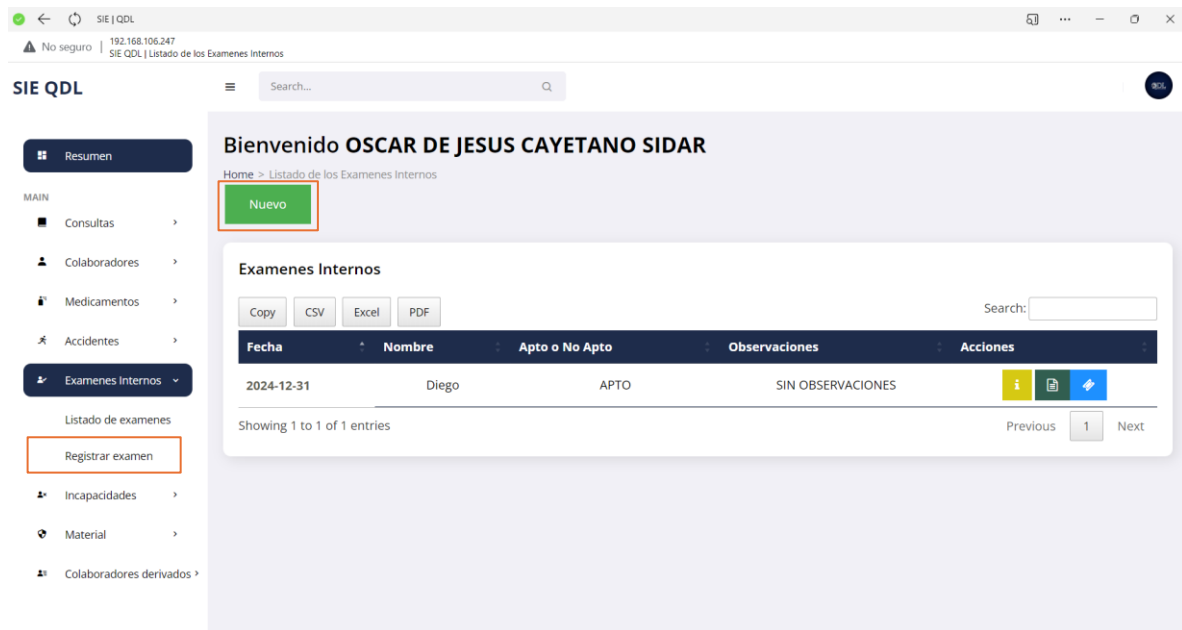 SIE | QDL
No seguro | 192.168.106.247
SIE QDL | Listado de los Examenes Internos
SIE QDL
Search...
QDL
Resumen
Bienvenido OSCAR DE JESUS CAYETANO SIDAR
Home > Listado de los Examenes Internos
Nuevo
MAIN
Consultas
Colaboradores
Medicamentos
Accidentes
Examenes Internos
Listado de examenes
Registrar examen
Incapacidades
Material
Colaboradores derivados
Examenes Internos
Copy CSV Excel PDF Search:
Fecha Nombre Apto o No Apto Observaciones Acciones
2024-12-31 Diego APTO SIN OBSERVACIONES
Showing 1 to 1 of 1 entries Previous 1 Next